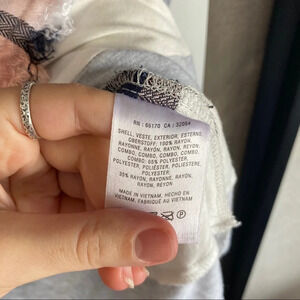 RN : 65170 CA : 32054
SHELL, VESTE, EXTERIOR, ESTERNO,
OBERSTOFF: 100% RAYON,
RAYONNE, RAYON, RAYON, REYON
COMBO, COMBO, COMBO, COMBO,
COMBO: 65% POLYESTER,
POLYESTER, POLIÉSTER, POLIESTERE,
POLYESTER
35% RAYON, RAYONNE, RAYON,
RAYON, REYON
MADE IN VIETNAM, HECHO EN
VIETNAM, FABRIQUÉ AU VIETNAM